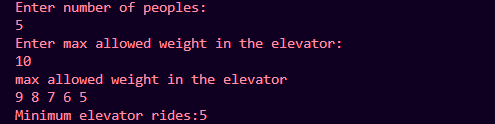 Enter number of peoples:
5
Enter max allowed weight in the elevator:
10
max allowed weight in the elevator
9 8 7 6 5
Minimum elevator rides:5